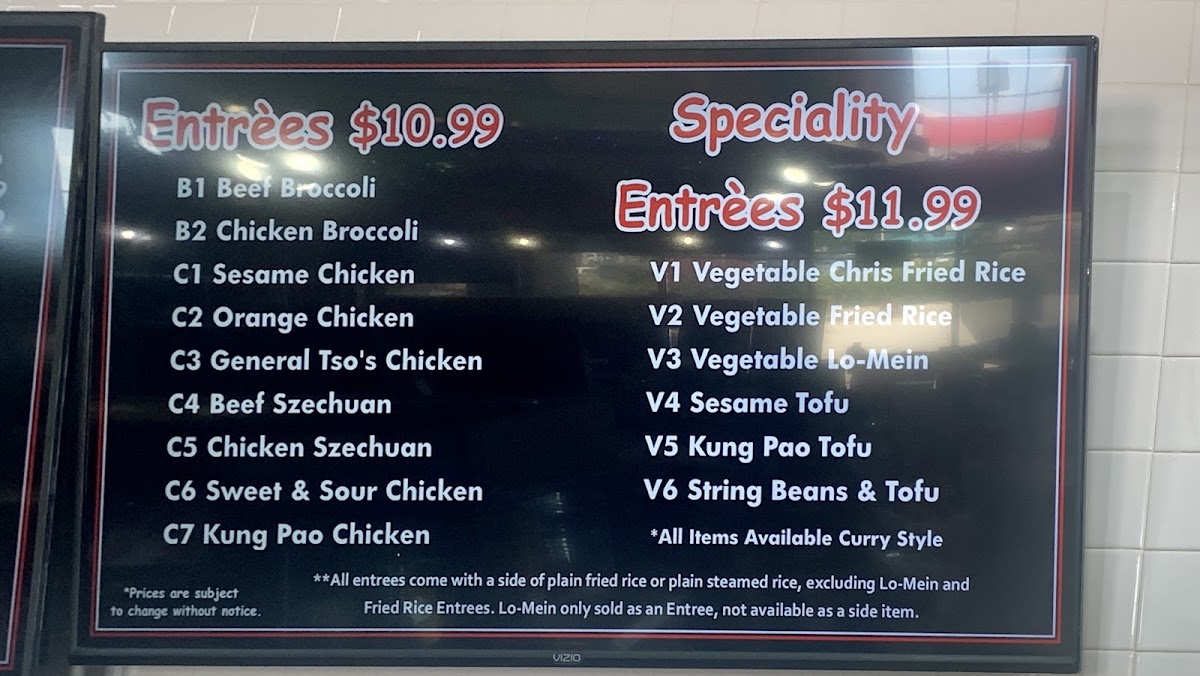 Entrèes $10.99
B1 Beef Broccoli
B2 Chicken Broccoli
C1 Sesame Chicken
C2 Orange Chicken
C3 General Tso's Chicken
C4 Beef Szechuan
C5 Chicken Szechuan
C6 Sweet & Sour Chicken
C7 Kung Pao Chicken
Speciality
Entrèes $11.99
V1 Vegetable Chris Fried Rice
V2 Vegetable Fried Rice
V3 Vegetable Lo-Mein
V4 Sesame Tofu
V5 Kung Pao Tofu
V6 String Beans & Tofu
*All Items Available Curry Style
**All entrees come with a side of plain fried rice or plain steamed rice, excluding Lo-Mein and
Fried Rice Entrees. Lo-Mein only sold as an Entree, not available as a side item.
*Prices are subject
to change without notice.
VIZIO